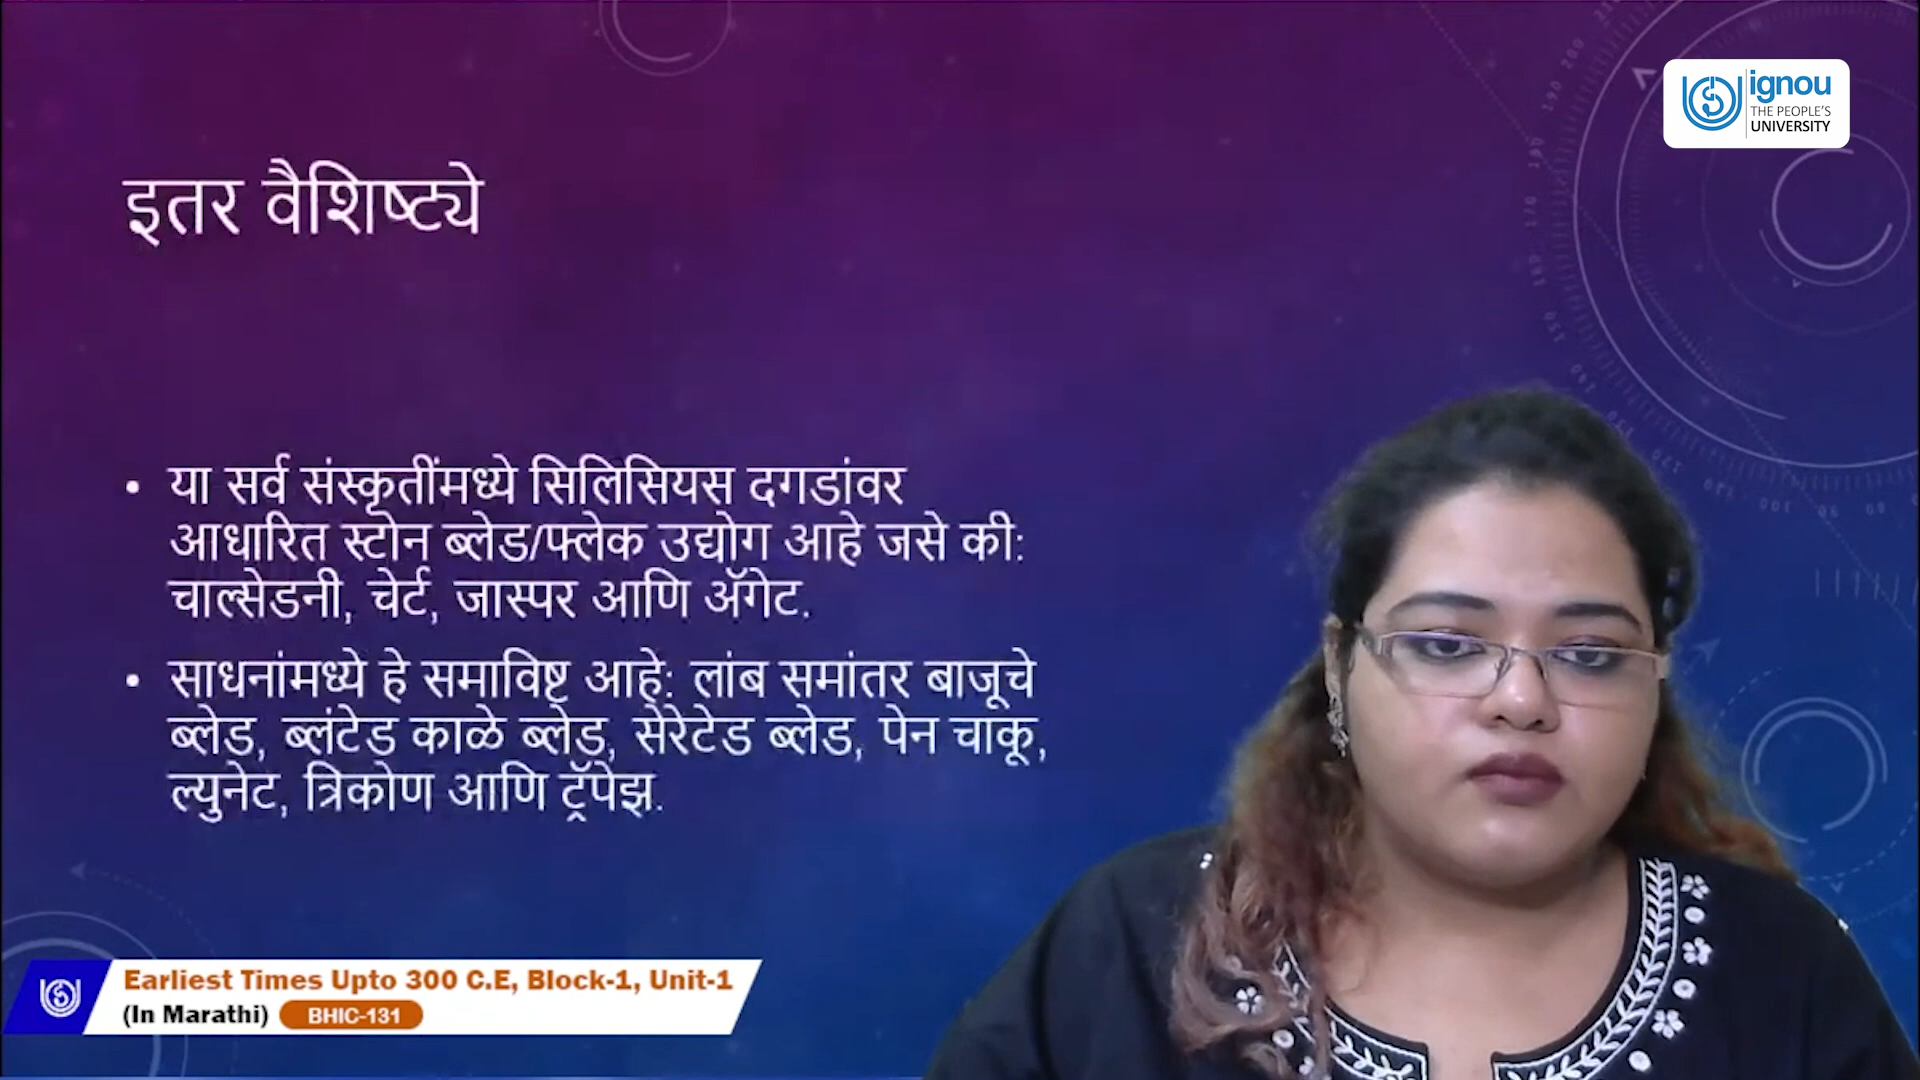 ignou
THE PEOPLE'S
UNIVERSITY
इतर वैशिष्ट्ये
• या सर्व संस्कृतींमध्ये सिलिसियस दगडांवर
आधारित स्टोन ब्लेड/फ्लेक उद्योग आहे जसे की:
चाल्सेडनी, चेर्ट, जास्पर आणि अ‍ॅगेट.
• साधनांमध्ये हे समाविष्ट आहे: लांब समांतर बाजूचे
ब्लेड, ब्लंटेड काळे ब्लेड, सेरेटेड ब्लेड, पेन चाकू,
ल्युनेट, त्रिकोण आणि ट्रॅपेझ.
Earliest Times Upto 300 C.E, Block-1, Unit-1
(In Marathi) BHIC-131